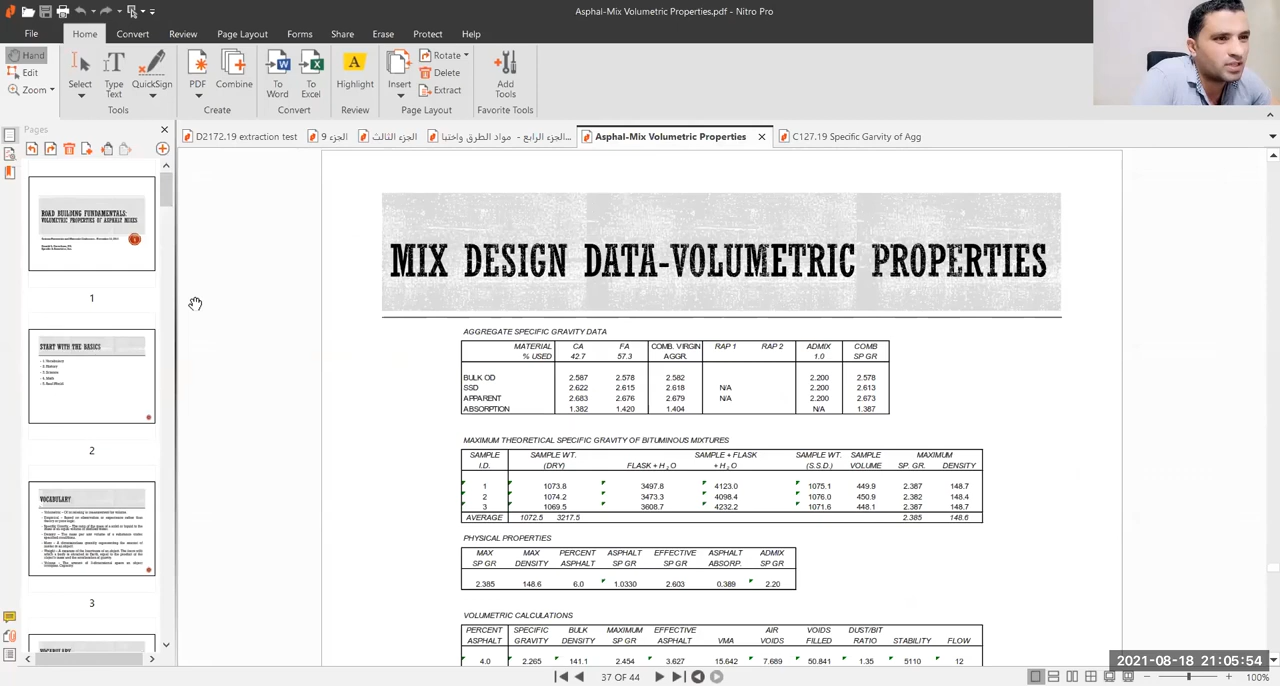 Asphal-Mix Volumetric Properties.pdf - Nitro Pro
File Home Convert Review Page Layout Forms Share Erase Protect Help
Hand
Edit
Zoom
Select
Type Text
QuickSign
Tools
PDF
Combine
Create
To Word
To Excel
Convert
Highlight
Review
Insert
Rotate
Delete
Extract
Page Layout
Add Tools
Favorite Tools
Pages
D2172.19 extraction test
الجزء 9
الجزء الثالث
الجزء الرابع - مواد الطرق واختبا...
Asphal-Mix Volumetric Properties
C127.19 Specific Garvity of Agg
ROAD BUILDING FUNDAMENTALS:
VOLUMETRIC PROPERTIES OF ASPHALT MIXES
1
START WITH THE BASICS
2
VOCABULARY
3
MIX DESIGN DATA-VOLUMETRIC PROPERTIES
AGGREGATE SPECIFIC GRAVITY DATA
MATERIAL CA FA COMB. VIRGIN RAP 1 RAP 2 ADMIX COMB
% USED 42.7 57.3 AGGR. 1.0 SP GR
BULK OD 2.587 2.578 2.582 2.200 2.578
SSD 2.622 2.615 2.618 N/A 2.200 2.613
APPARENT 2.683 2.676 2.679 N/A 2.200 2.673
ABSORPTION 1.382 1.420 1.404 N/A 1.387
MAXIMUM THEORETICAL SPECIFIC GRAVITY OF BITUMINOUS MIXTURES
SAMPLE SAMPLE WT. SAMPLE + FLASK SAMPLE WT. SAMPLE MAXIMUM
I.D. (DRY) FLASK + H2O + H2O (S.S.D.) VOLUME SP. GR. DENSITY
1 1073.8 3497.8 4123.0 1075.1 449.9 2.387 148.7
2 1074.2 3473.3 4098.4 1076.0 450.9 2.382 148.4
3 1069.5 3608.7 4232.2 1071.6 448.1 2.387 148.7
AVERAGE 1072.5 3217.5 2.385 148.6
PHYSICAL PROPERTIES
MAX MAX PERCENT ASPHALT EFFECTIVE ASPHALT ADMIX
SP GR DENSITY ASPHALT SP GR SP GR ABSORP. SP GR
2.385 148.6 6.0 1.0330 2.603 0.389 2.20
VOLUMETRIC CALCULATIONS
PERCENT SPECIFIC BULK MAXIMUM EFFECTIVE AIR VOIDS DUST/BIT
ASPHALT GRAVITY DENSITY SP GR ASPHALT VMA VOIDS FILLED RATIO STABILITY FLOW
4.0 2.265 141.1 2.454 3.627 15.642 7.689 50.841 1.35 5110 12
37 OF 44
2021-08-18 21:05:54
100%